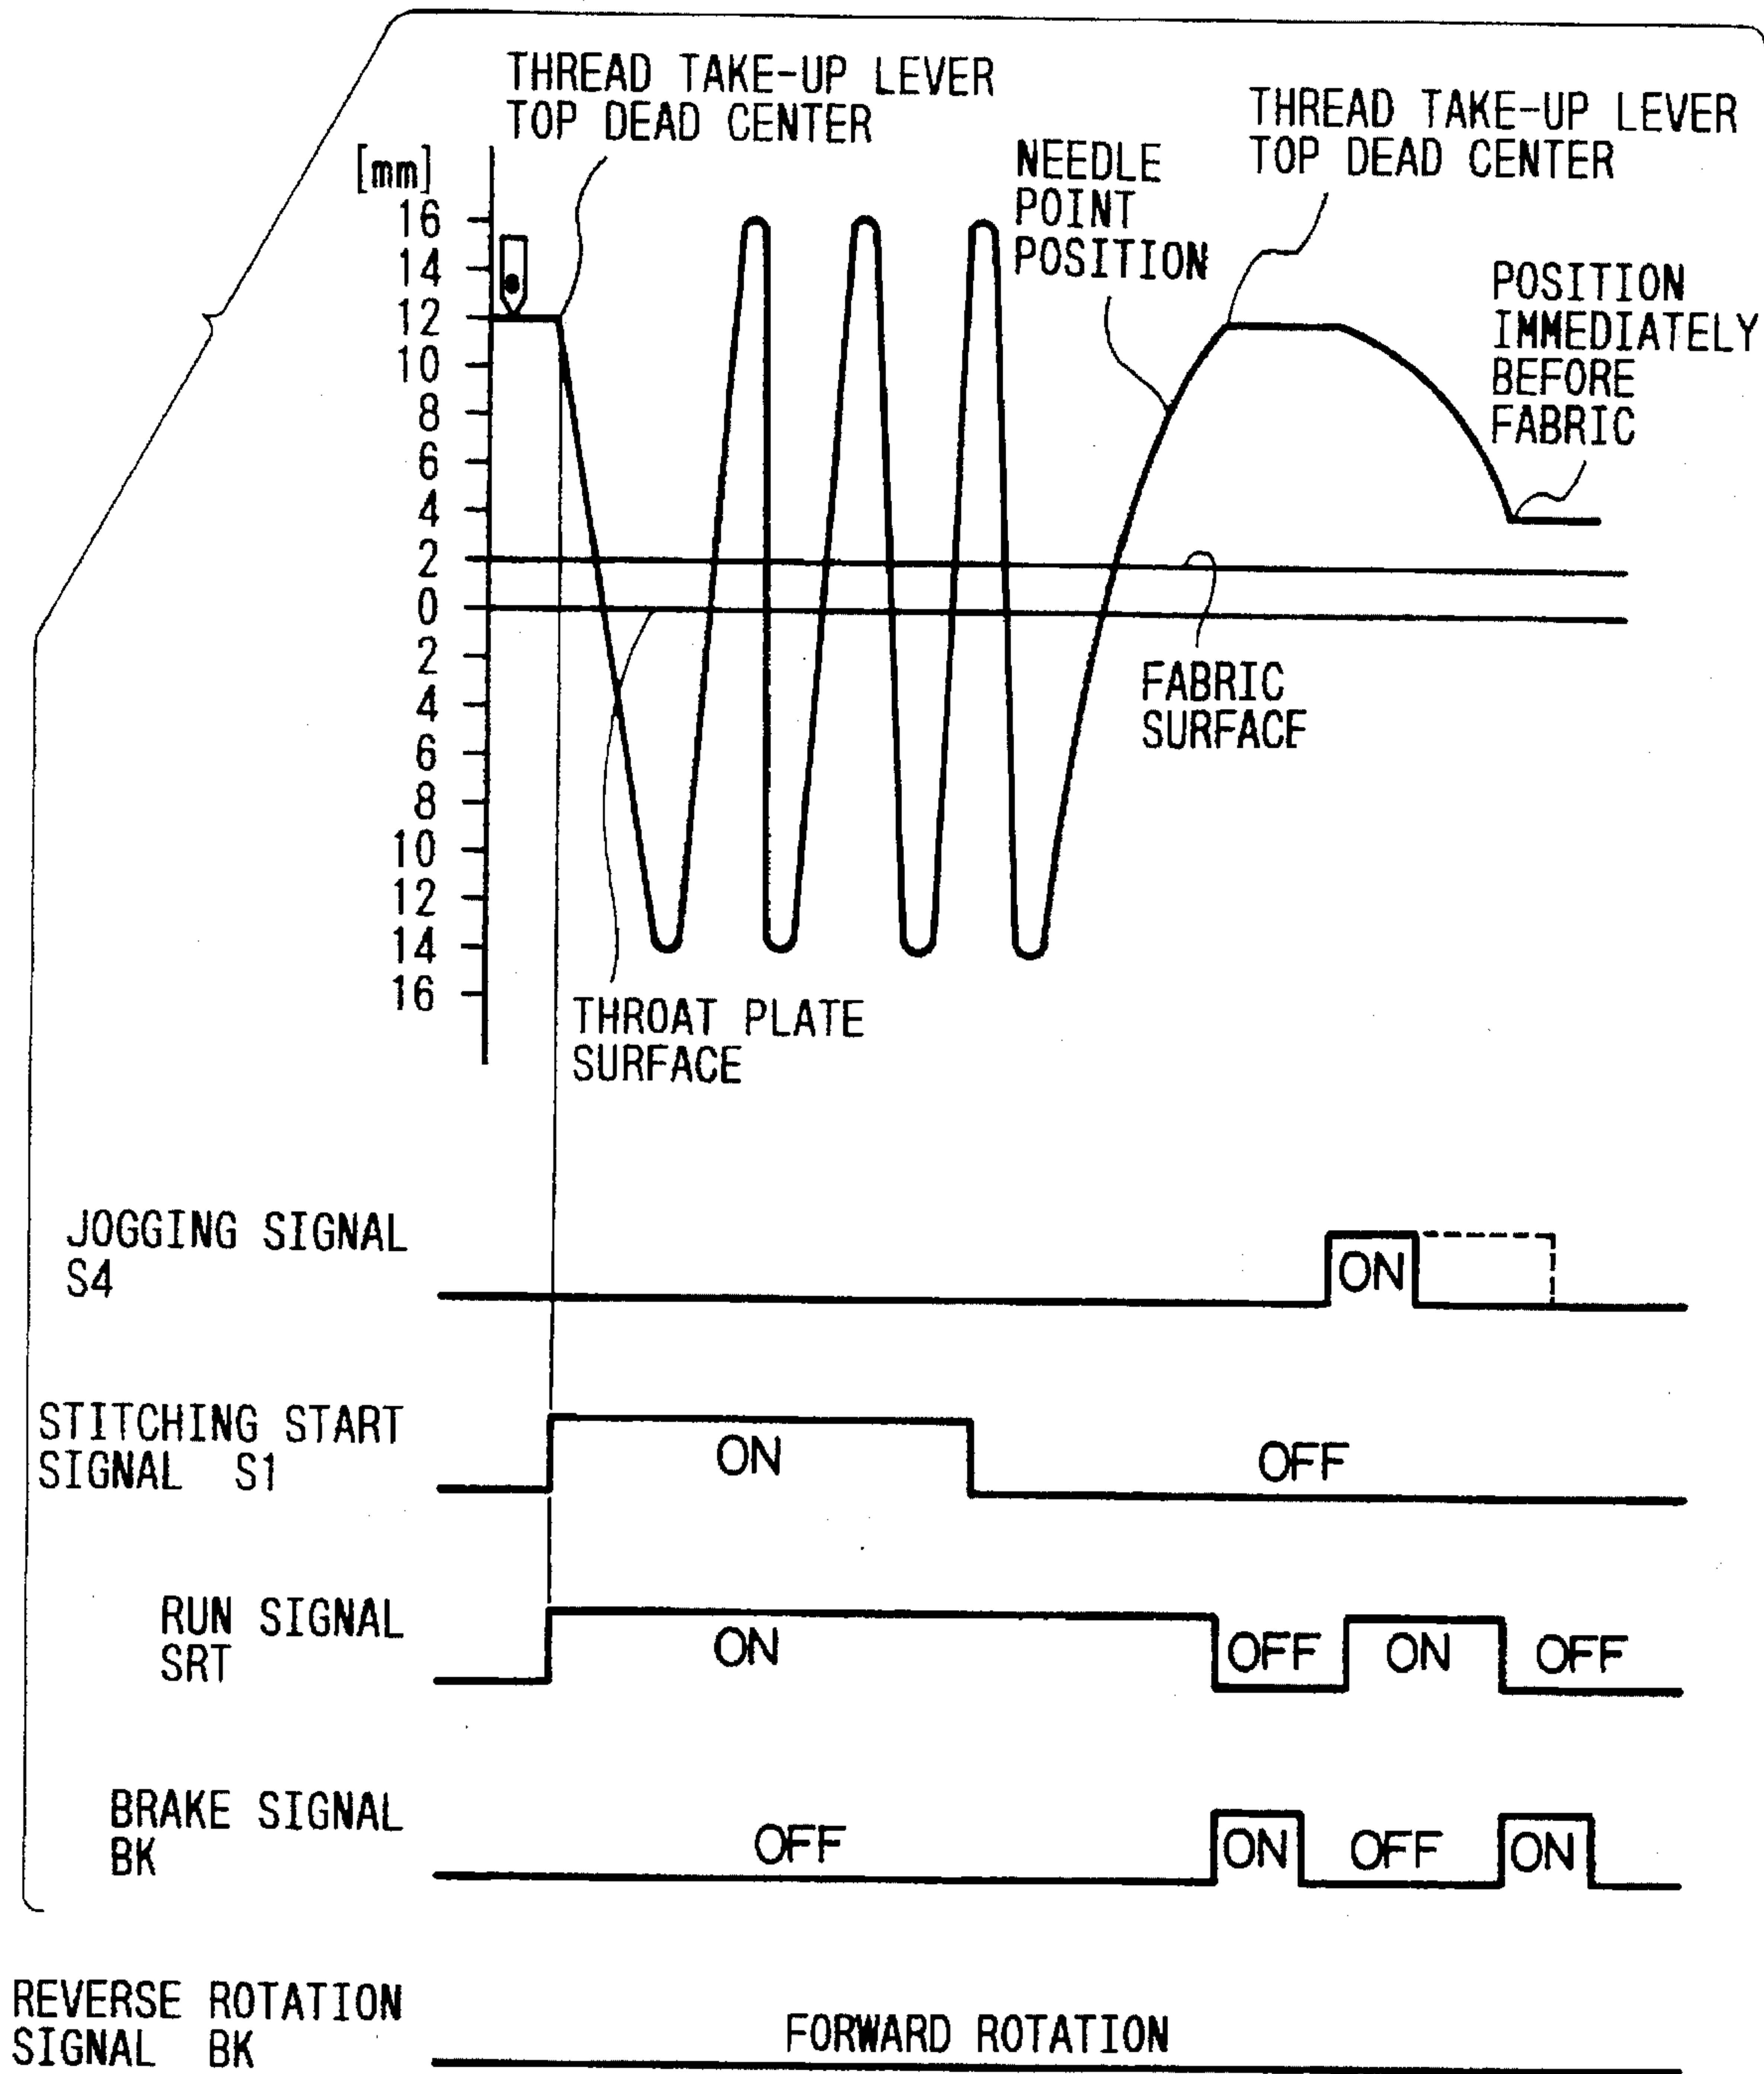 THREAD TAKE-UP LEVER
TOP DEAD CENTER
THREAD TAKE-UP LEVER
TOP DEAD CENTER
NEEDLE
POINT
POSITION
POSITION
IMMEDIATELY
BEFORE
FABRIC
[mm]
16
14
12
10
8
6
4
2
0
2
4
6
8
10
12
14
16
FABRIC
SURFACE
THROAT PLATE
SURFACE
JOGGING SIGNAL
S4
ON
STITCHING START
SIGNAL S1
ON
OFF
RUN SIGNAL
SRT
ON
OFF
ON
OFF
BRAKE SIGNAL
BK
OFF
ON
OFF
ON
REVERSE ROTATION
SIGNAL BK
FORWARD ROTATION